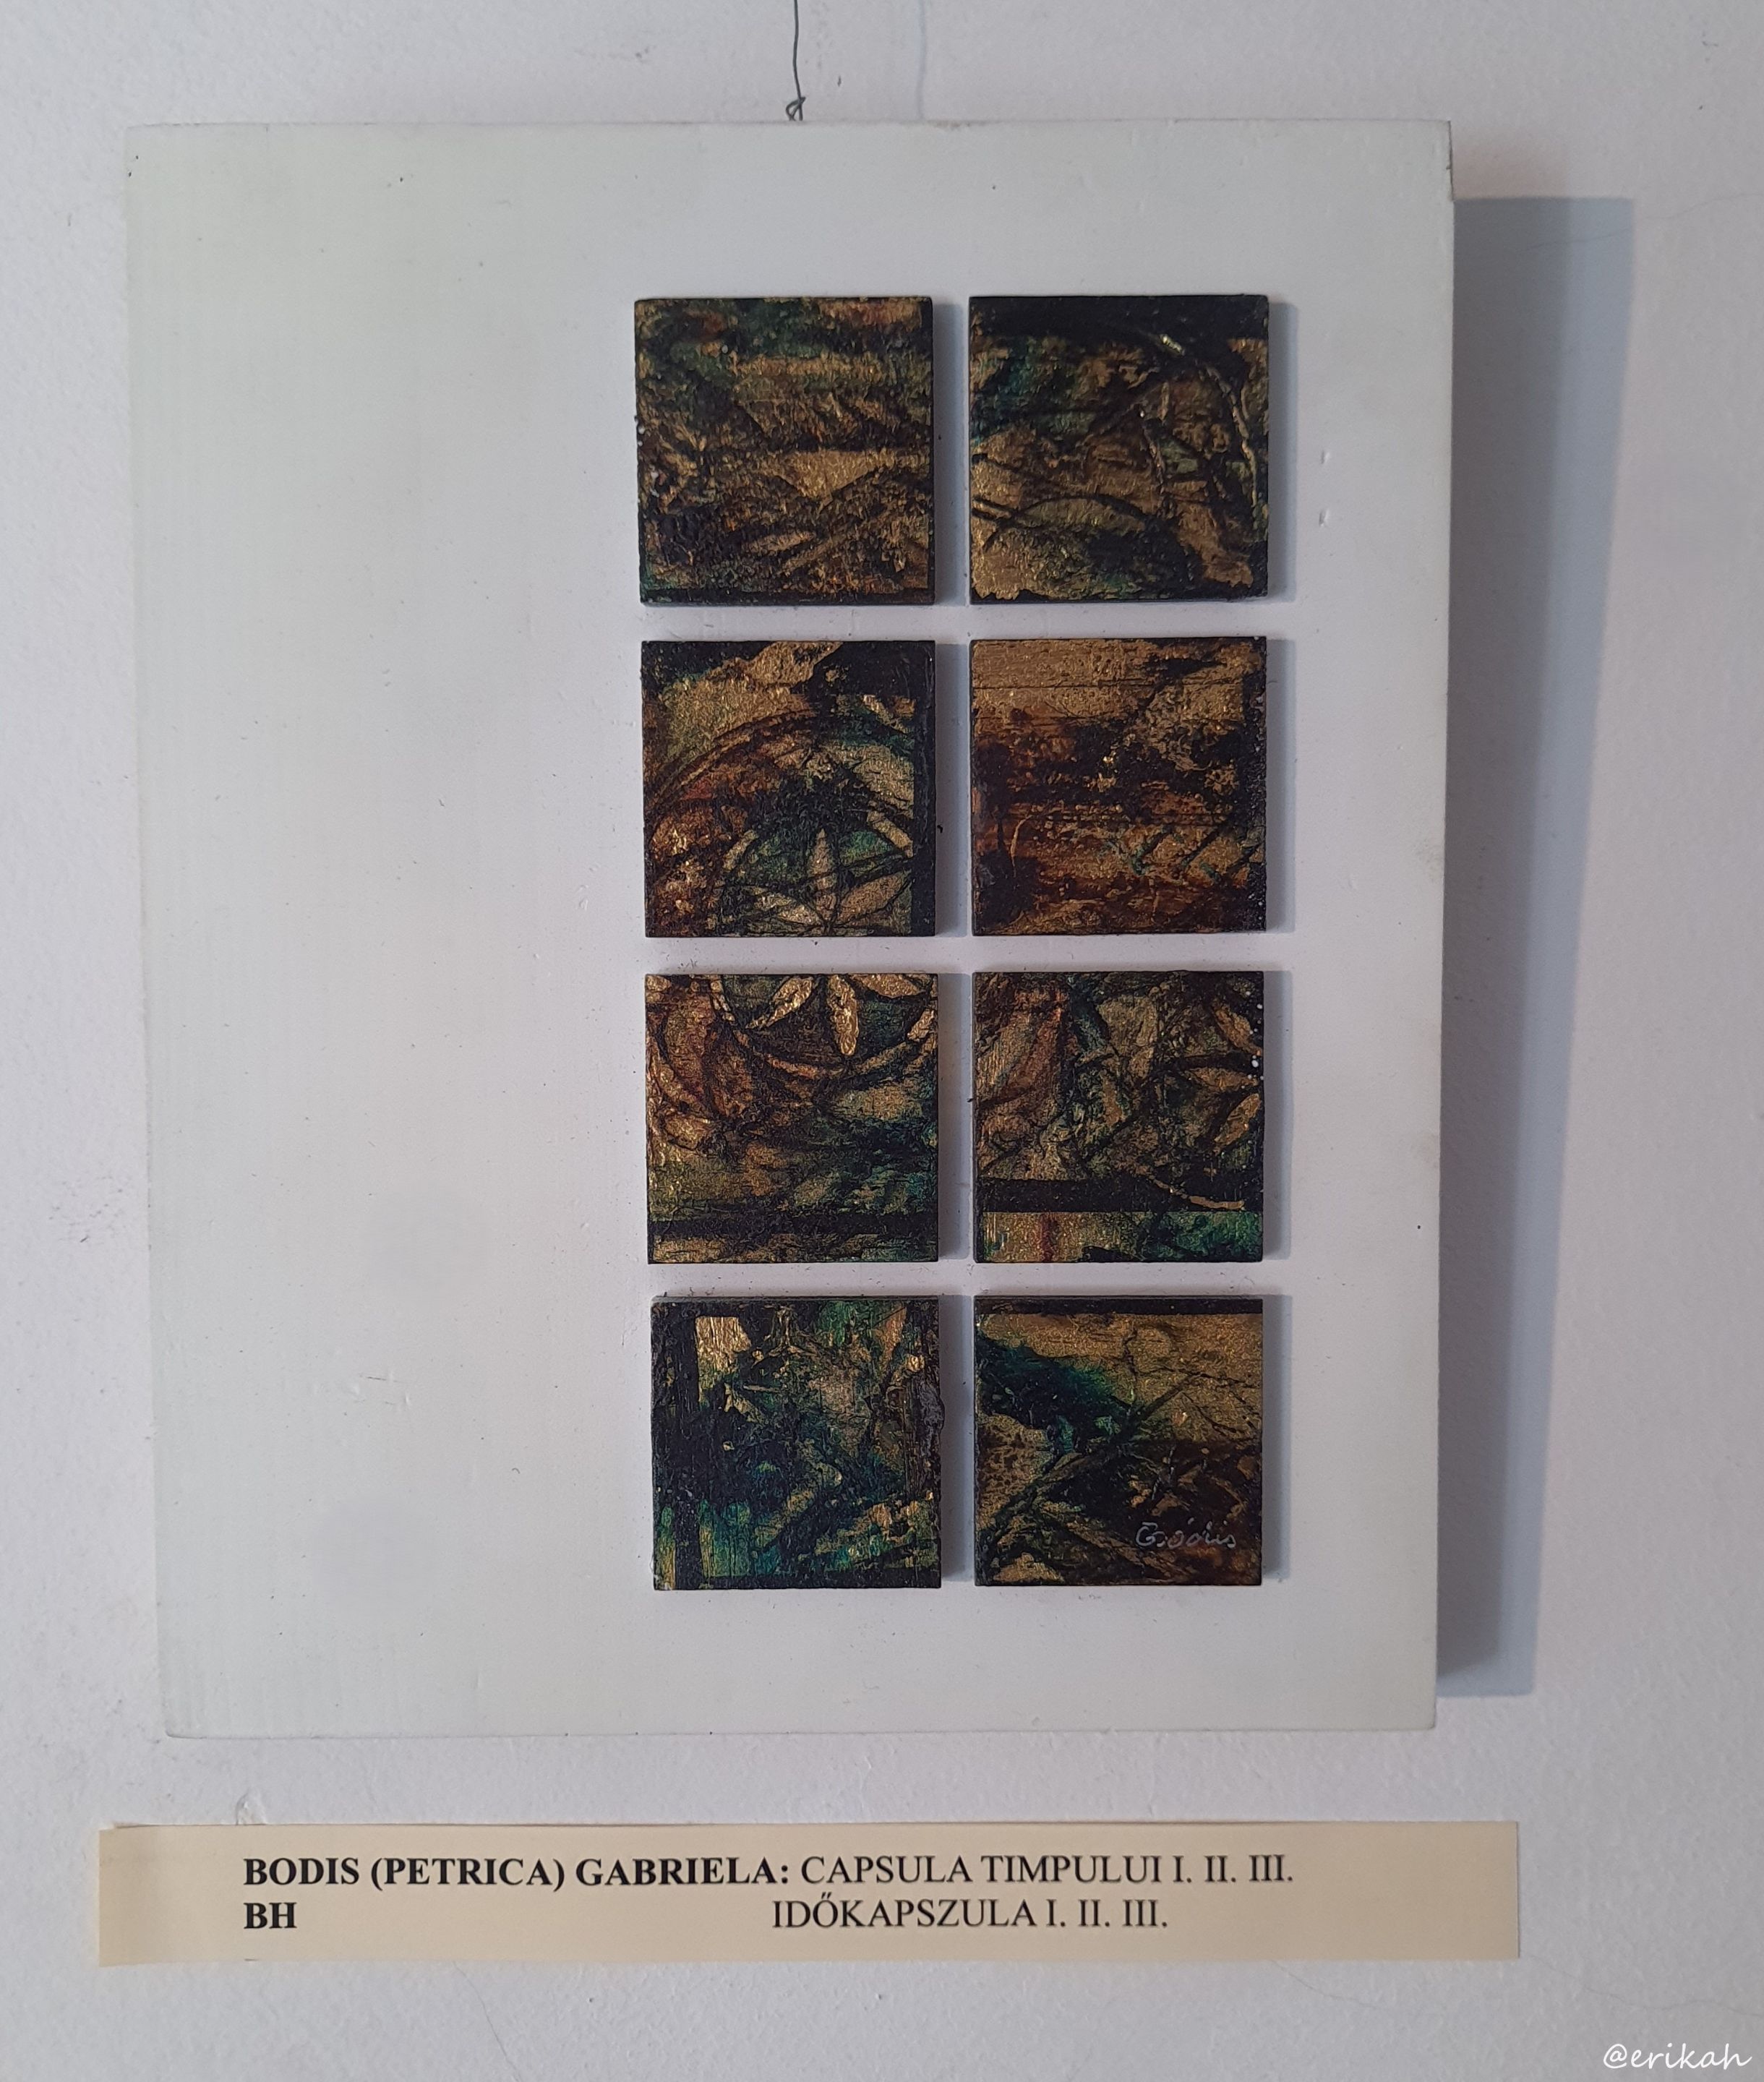 Bódis
BODIS (PETRICA) GABRIELA: CAPSULA TIMPULUI I. II. III.
BH IDŐKAPSZULA I. II. III.
@erikah